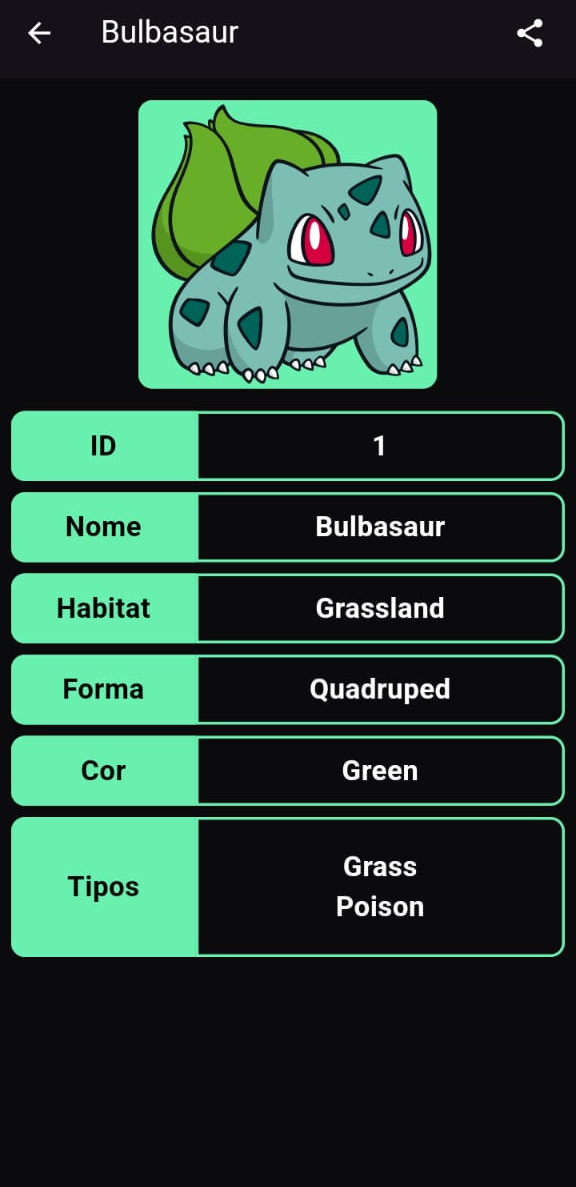 Bulbasaur
ID
1
Nome
Bulbasaur
Habitat
Grassland
Forma
Quadruped
Cor
Green
Tipos
Grass
Poison